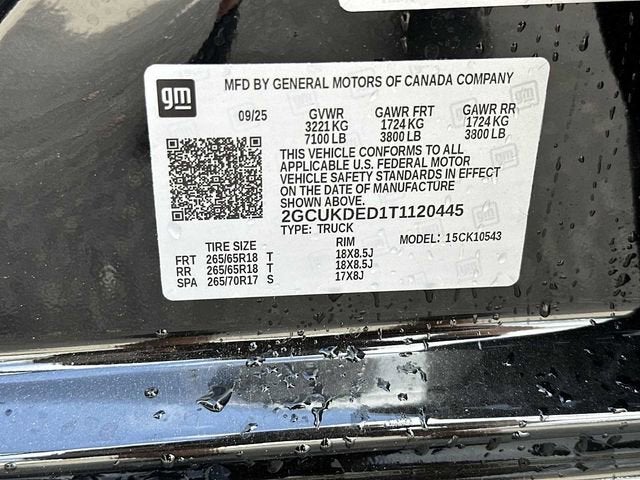 gm
MFD BY GENERAL MOTORS OF CANADA COMPANY
09/25 GVWR GAWR FRT GAWR RR
3221 KG 1724 KG 1724 KG
7100 LB 3800 LB 3800 LB
THIS VEHICLE CONFORMS TO ALL
APPLICABLE U.S. FEDERAL MOTOR
VEHICLE SAFETY STANDARDS IN EFFECT
ON THE DATE OF MANUFACTURE
SHOWN ABOVE.
2GCUKDED1T1120445
TYPE: TRUCK MODEL: 15CK10543
TIRE SIZE RIM
FRT 265/65R18 T 18X8.5J
RR 265/65R18 T 18X8.5J
SPA 265/70R17 S 17X8J